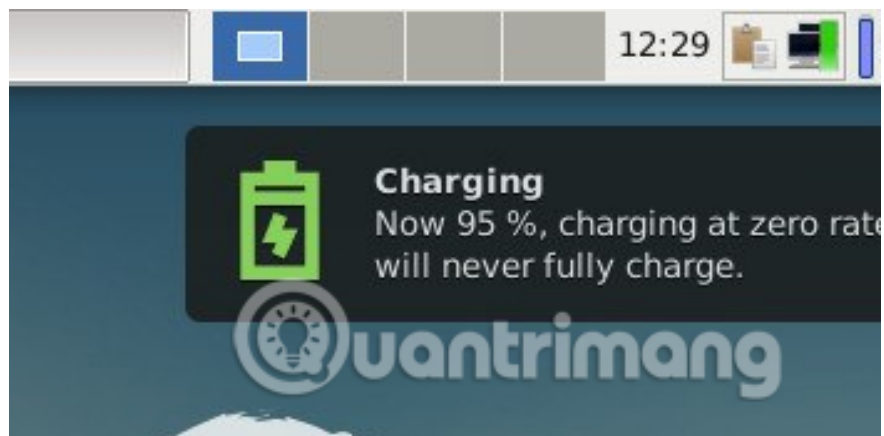 12:29
Charging
Now 95 %, charging at zero rate
will never fully charge.
Quantrimang